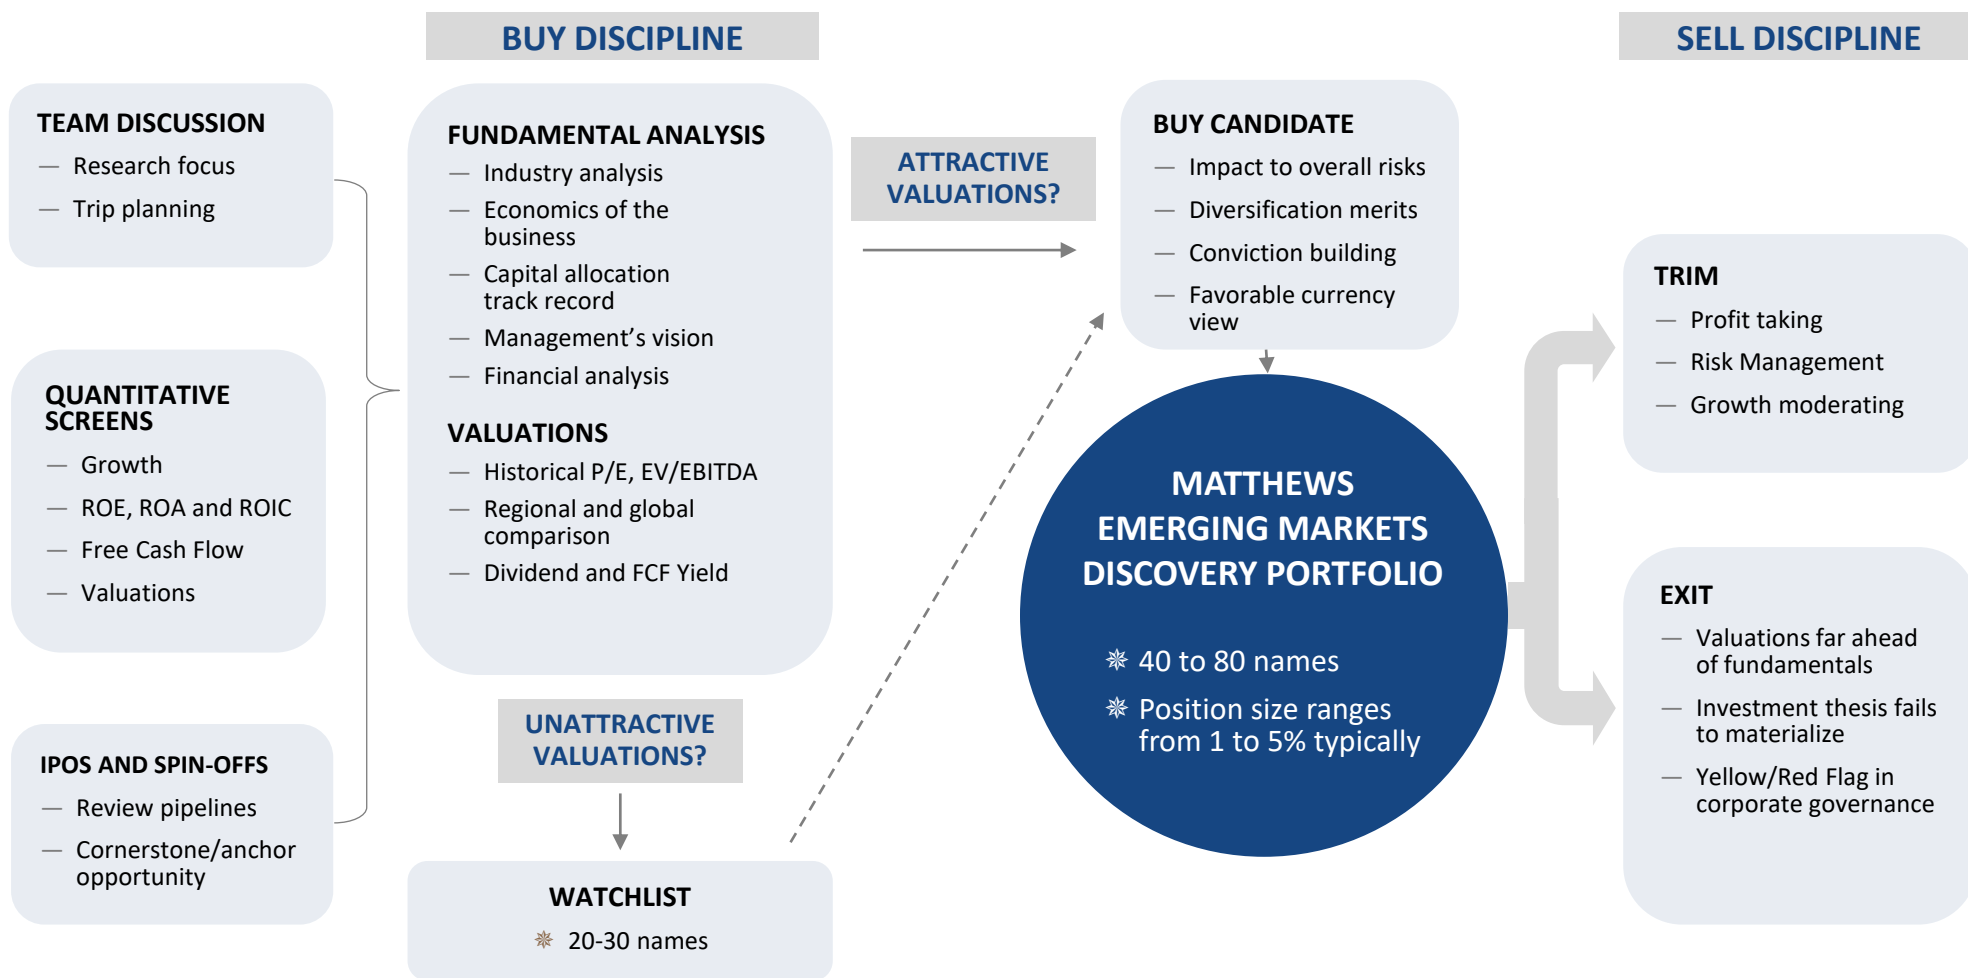 BUY DISCIPLINE
SELL DISCIPLINE
TEAM DISCUSSION
— Research focus
— Trip planning
QUANTITATIVE
SCREENS
— Growth
— ROE, ROA and ROIC
— Free Cash Flow
— Valuations
IPOS AND SPIN-OFFS
— Review pipelines
— Cornerstone/anchor
opportunity
FUNDAMENTAL ANALYSIS
— Industry analysis
— Economics of the
business
— Capital allocation
track record
— Management’s vision
— Financial analysis
VALUATIONS
— Historical P/E, EV/EBITDA
— Regional and global
comparison
— Dividend and FCF Yield
UNATTRACTIVE
VALUATIONS?
WATCHLIST
✵ 20-30 names
ATTRACTIVE
VALUATIONS?
BUY CANDIDATE
— Impact to overall risks
— Diversification merits
— Conviction building
— Favorable currency
view
MATTHEWS
EMERGING MARKETS
DISCOVERY PORTFOLIO
✵ 40 to 80 names
✵ Position size ranges
from 1 to 5% typically
TRIM
— Profit taking
— Risk Management
— Growth moderating
EXIT
— Valuations far ahead
of fundamentals
— Investment thesis fails
to materialize
— Yellow/Red Flag in
corporate governance